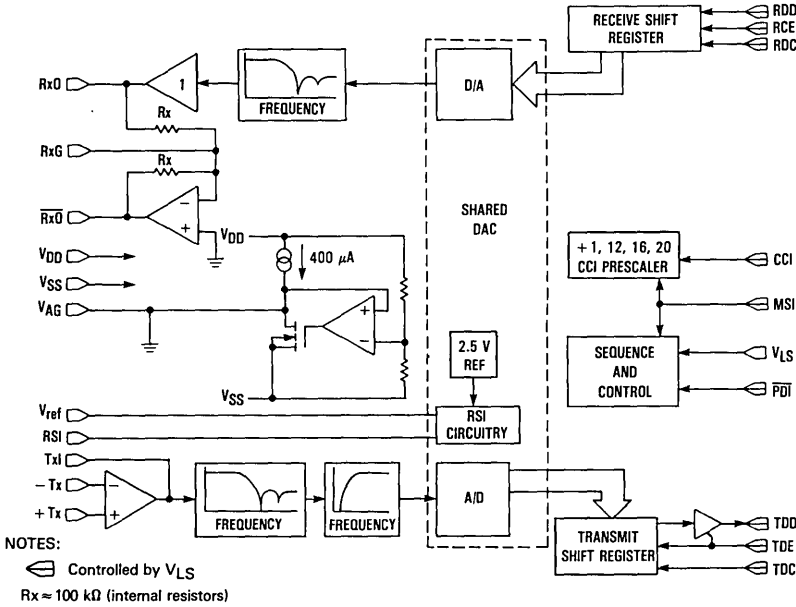 RDD
RCE
RDC
RECEIVE SHIFT
REGISTER
RxO
1
FREQUENCY
D/A
Rx
RxG
Rx
RxO
SHARED
DAC
VDD
400 μA
VDD
VSS
VAG
+
−
+
−
÷1, 12, 16, 20
CCI PRESCALER
CCI
MSI
SEQUENCE
AND
CONTROL
VLS
PDI
2.5 V
REF
VSS
Vref
RSI
RSI
CIRCUITRY
TxI
− Tx
+ Tx
−
+
FREQUENCY
FREQUENCY
A/D
TRANSMIT
SHIFT REGISTER
TDD
TDE
TDC
NOTES:
Controlled by VLS
Rx ≈ 100 kΩ (internal resistors)